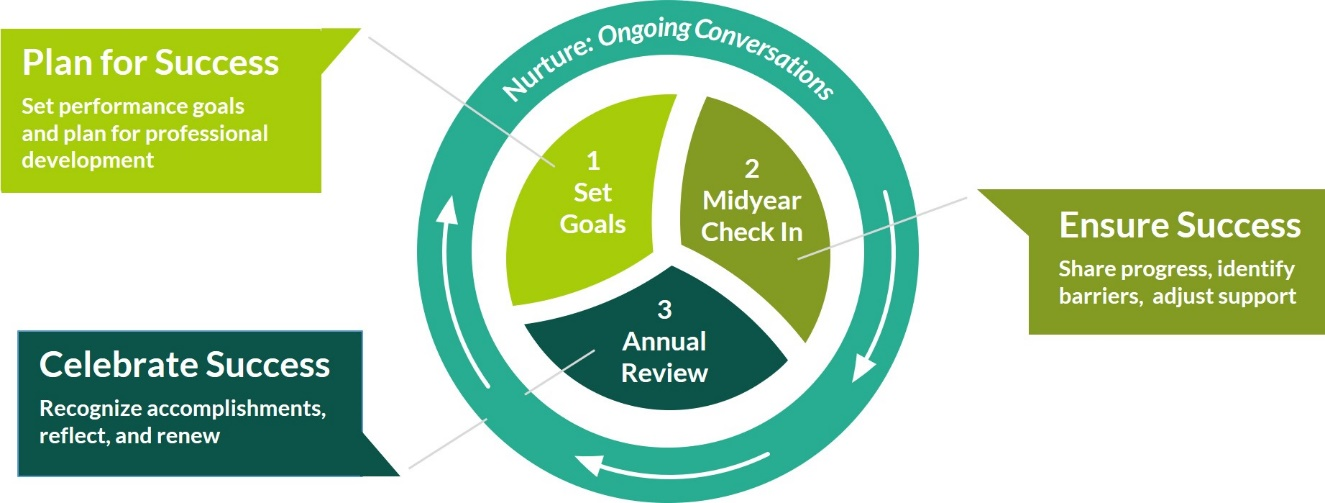 Plan for Success
Set performance goals
and plan for professional
development
Nurture: Ongoing Conversations
1
Set
Goals
2
Midyear
Check In
3
Annual
Review
Ensure Success
Share progress, identify
barriers, adjust support
Celebrate Success
Recognize accomplishments,
reflect, and renew